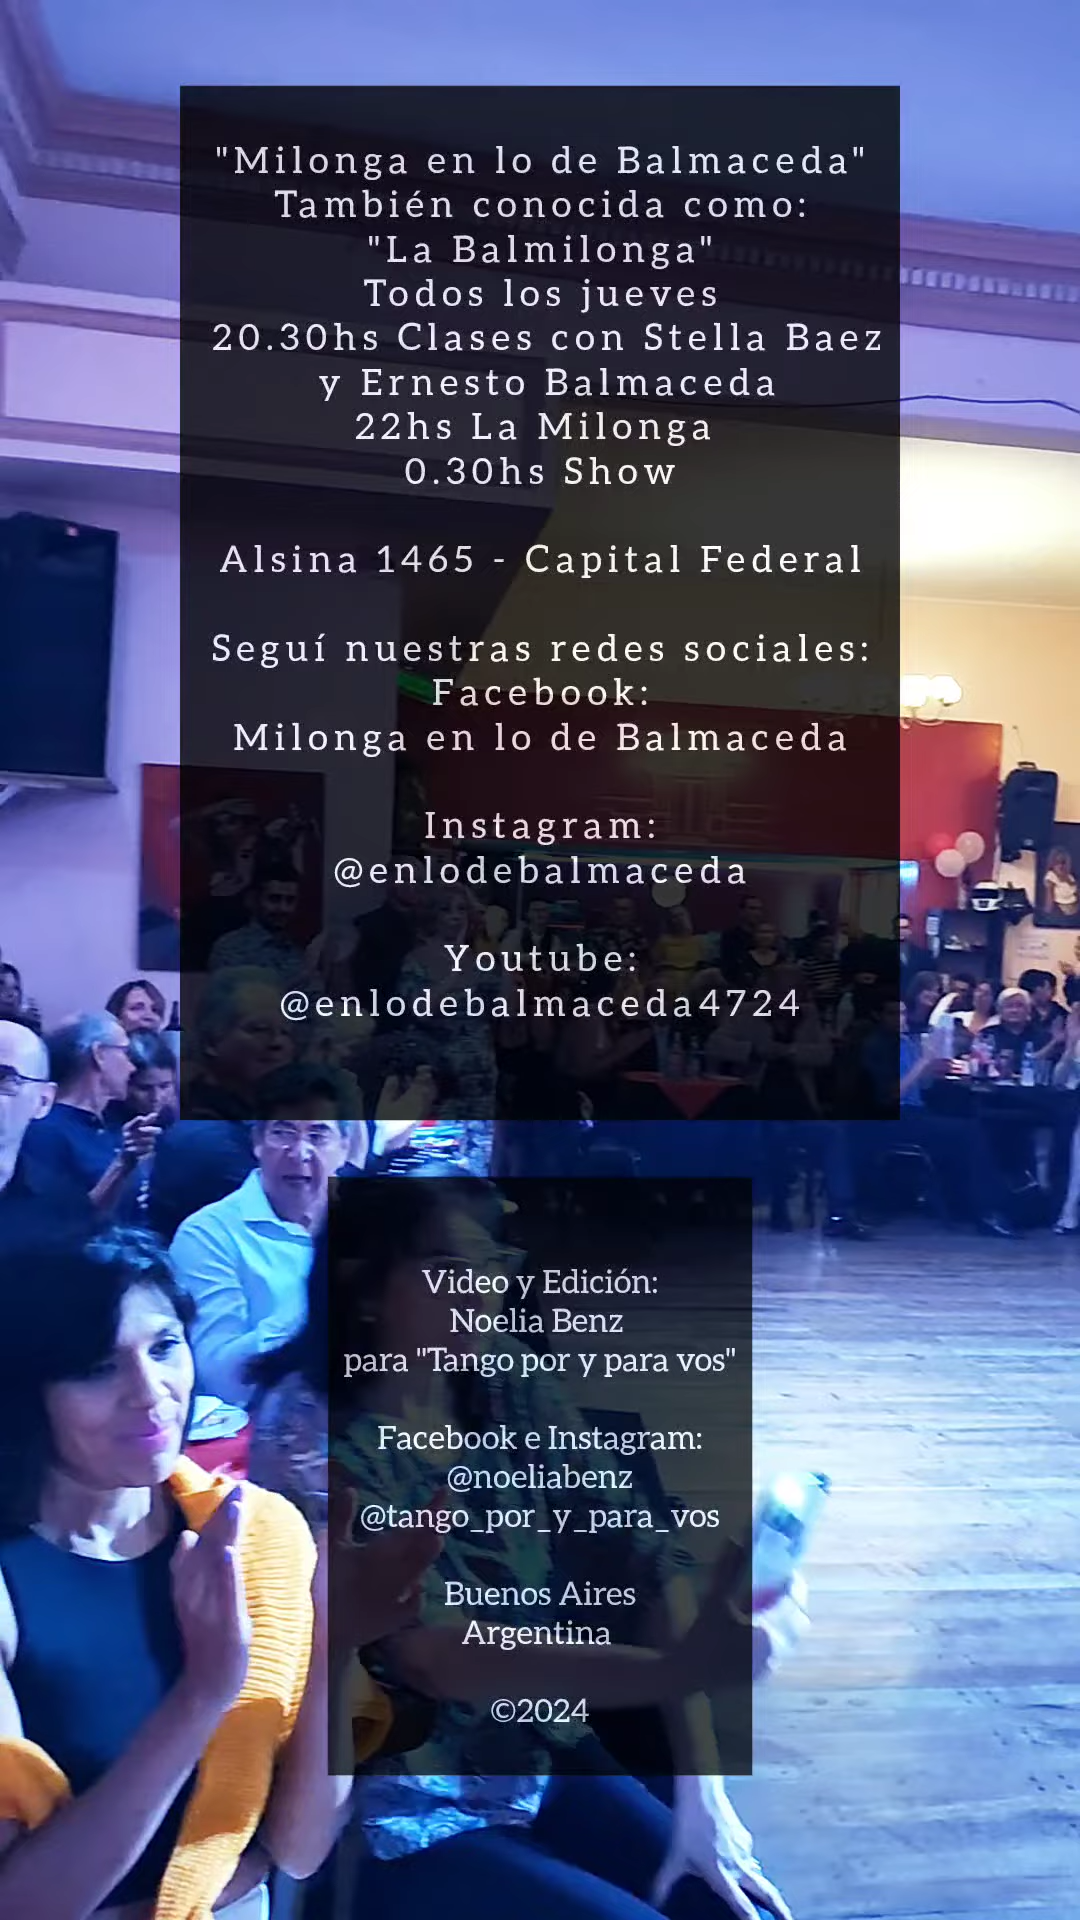 "Milonga en lo de Balmaceda"
También conocida como:
"La Balmilonga"
Todos los jueves
20.30hs Clases con Stella Baez
y Ernesto Balmaceda
22hs La Milonga
0.30hs Show
Alsina 1465 - Capital Federal
Seguí nuestras redes sociales:
Facebook:
Milonga en lo de Balmaceda
Instagram:
@enlodebalmaceda
Youtube:
@enlodebalmaceda4724
Video y Edición:
Noelia Benz
para "Tango por y para vos"
Facebook e Instagram:
@noeliabenz
@tango_por_y_para_vos
Buenos Aires
Argentina
©2024